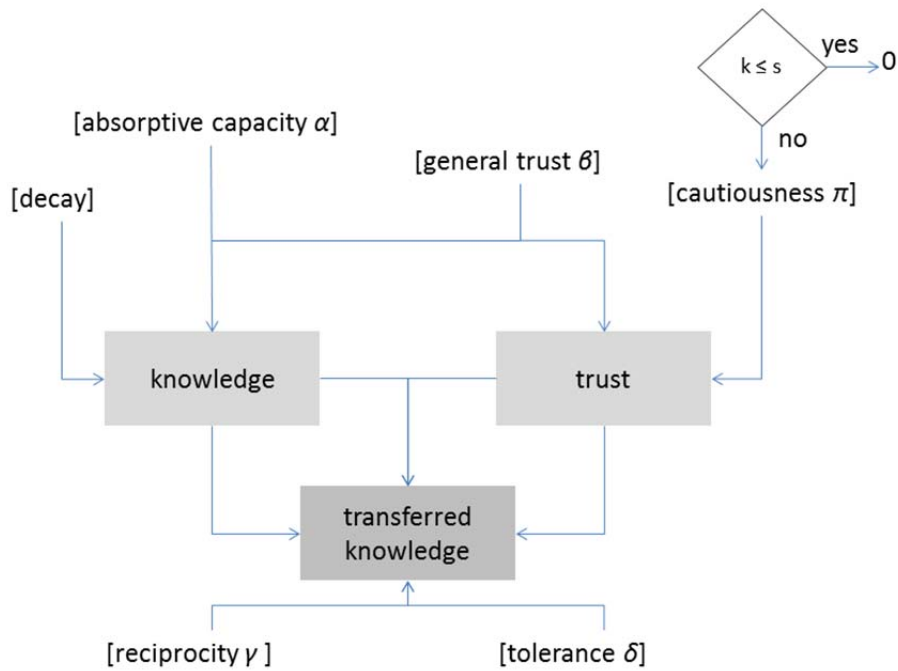 k ≤ s
yes
0
no
[absorptive capacity α]
[general trust β]
[cautiousness π]
[decay]
knowledge
trust
transferred
knowledge
[reciprocity γ ]
[tolerance δ]